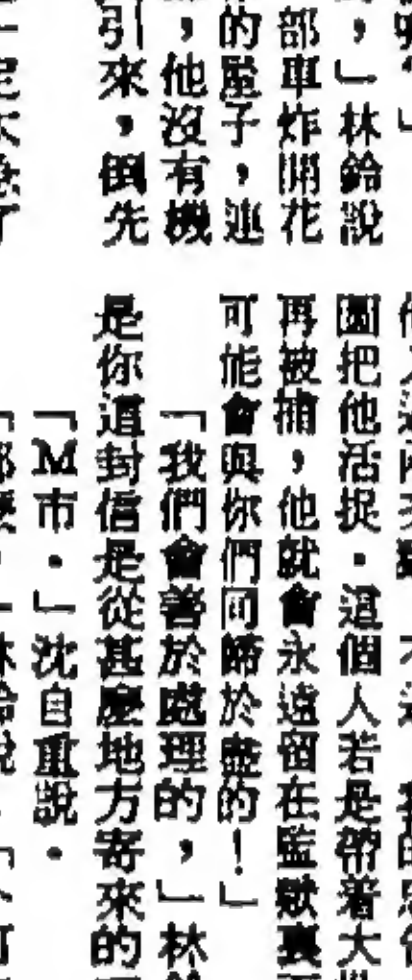 ，」林鈴說
部車炸開花
的屋子，連
，他沒有機
引來，倒先
園把他活捉．這個人若是帶着大
再被捕，他就會永遠留在監獄裏
可能會與你們同歸於盡的！」
「我們會善於處理的，」林
是你這封信是從甚麼地方寄來的
「M市．」沈自重說．